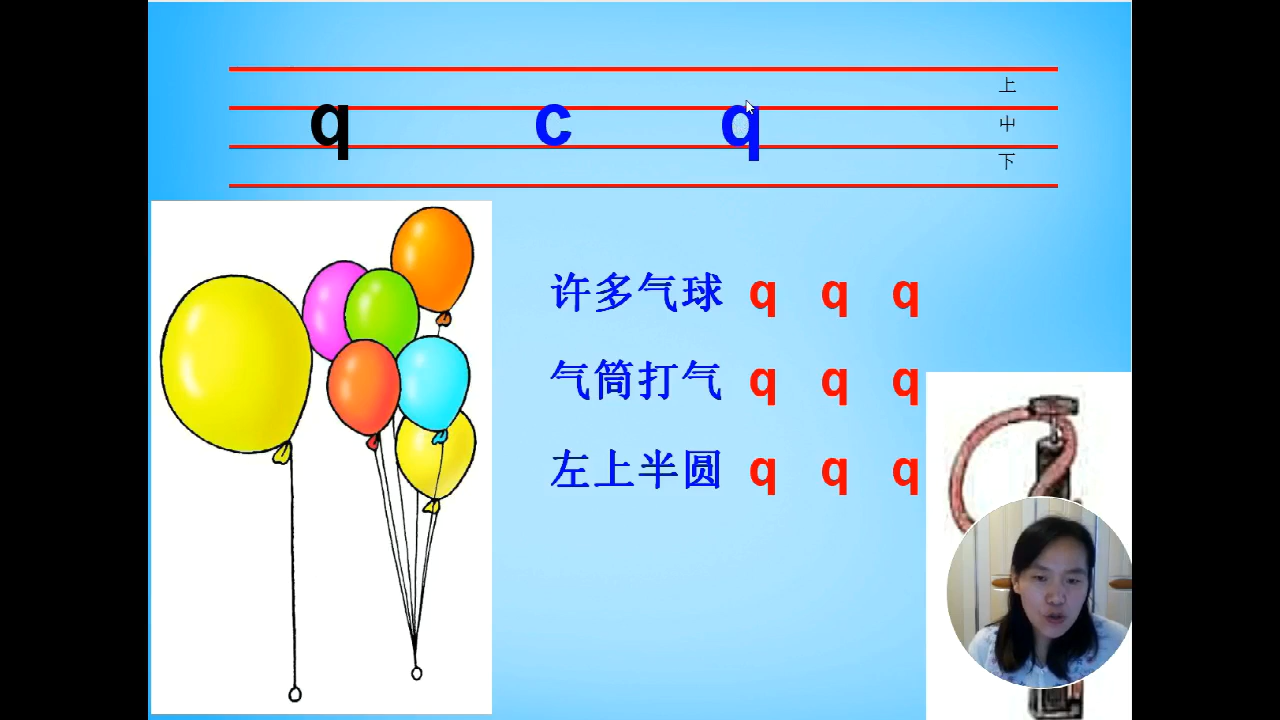 q c q
上
中
下
许多气球 q q q
气筒打气 q q q
左上半圆 q q q